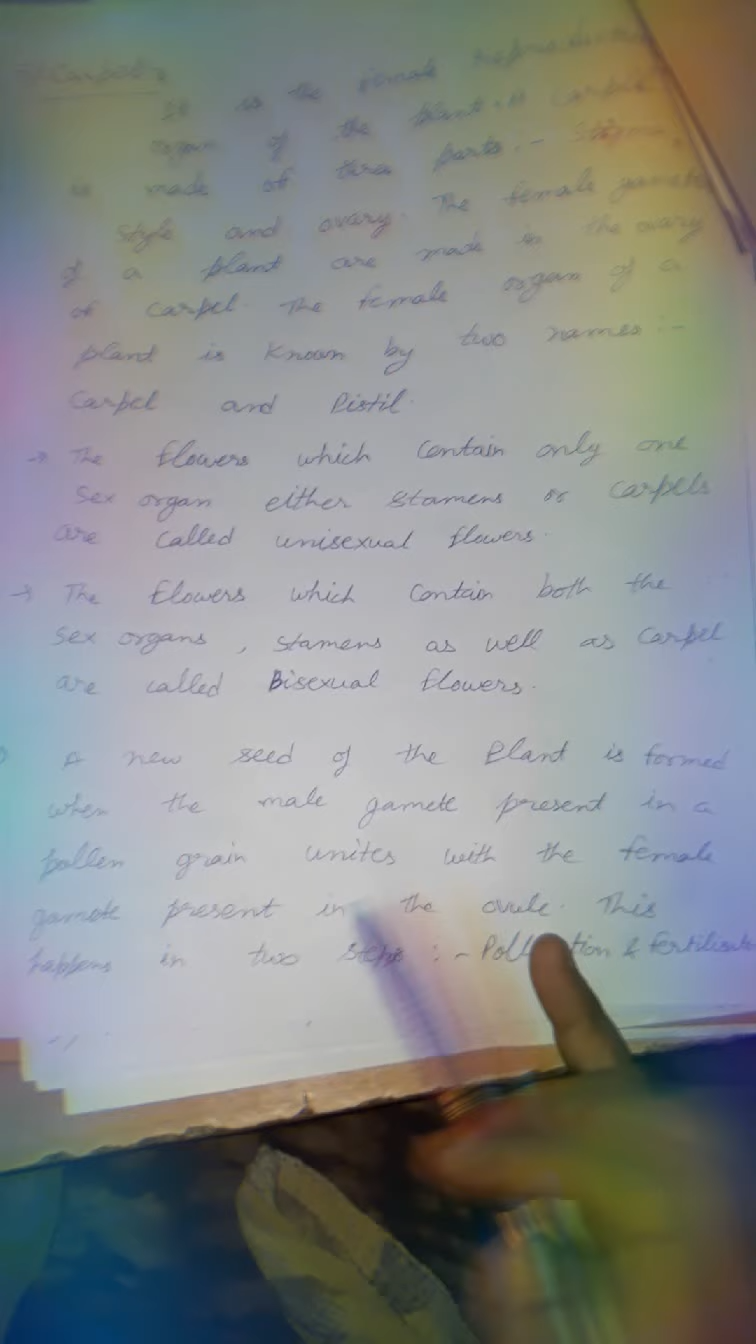 Carpel :
It is the female reproductive
organ of the plant. A carpel
is made of three parts :- Stigma,
style and ovary. The female gametes
of a plant are made in the ovary
of carpel. The female organ of a
plant is known by two names :-
Carpel and Pistil.
→ The flowers which contain only one
sex organ either stamens or carpels
are called unisexual flowers.
→ The flowers which contain both the
sex organs , stamens as well as carpel
are called Bisexual flowers.
A new seed of the Plant is formed
when the male gamete present in a
pollen grain unites with the female
gamete present in the ovule. This
happens in two steps :- Poll tion & fertilisat